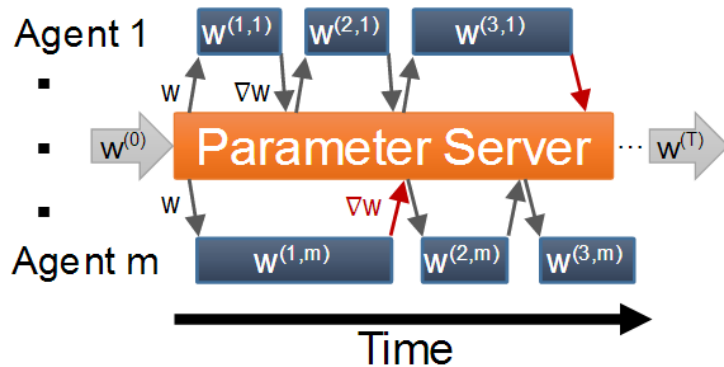 Agent 1
w^(1,1) w^(2,1) w^(3,1)
w ∇w
w^(0) Parameter Server ... w^(T)
w ∇w
Agent m
w^(1,m) w^(2,m) w^(3,m)
Time